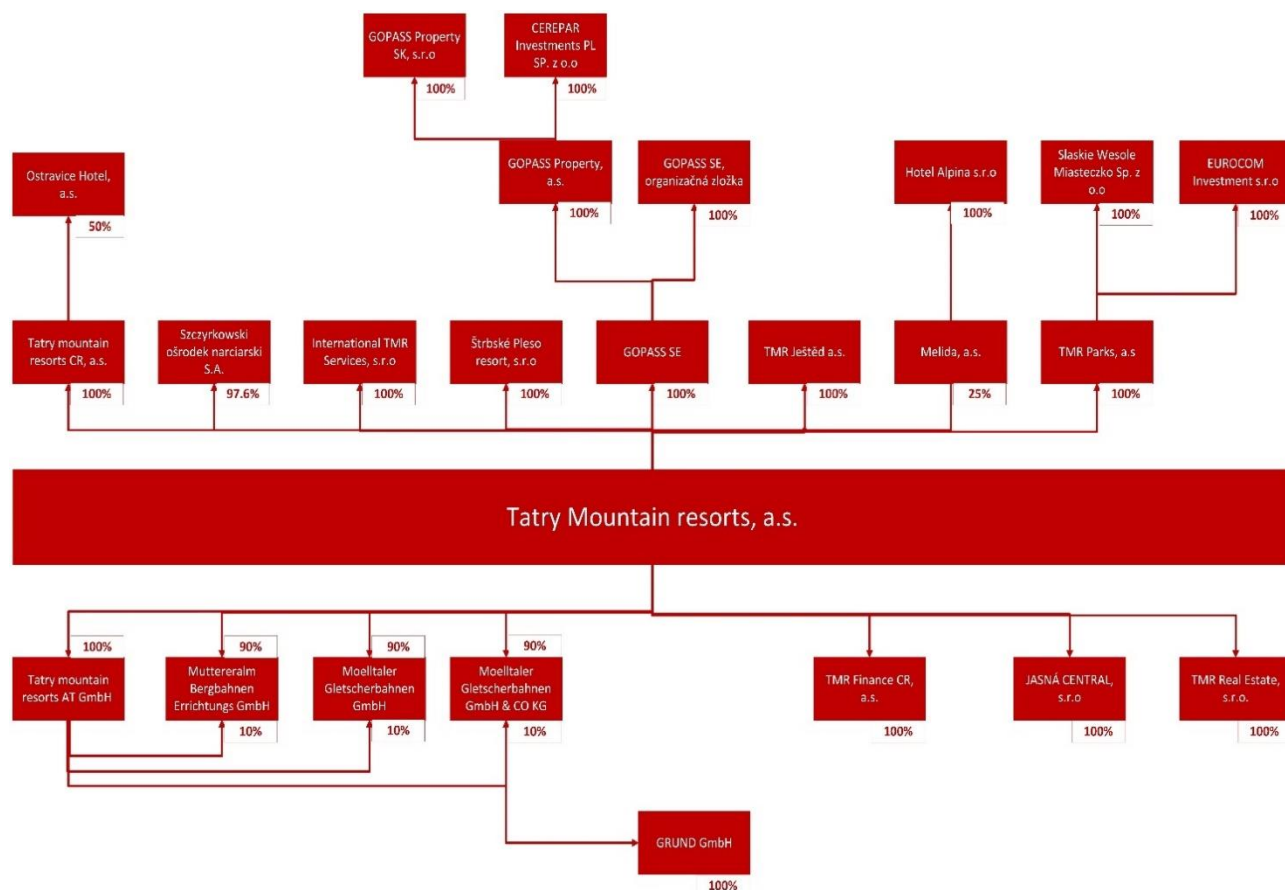 GOPASS Property
SK, s.r.o
100%
CEREPAR
Investments PL
SP. z o.o
100%
Ostravice Hotel,
a.s.
50%
GOPASS Property,
a.s.
100%
GOPASS SE,
organizačná zložka
100%
Hotel Alpina s.r.o
100%
Slaskie Wesole
Miasteczko Sp. z
o.o
100%
EUROCOM
Investment s.r.o
100%
Tatry mountain
resorts CR, a.s.
100%
Szczyrkowski
ośrodek narciarski
S.A.
97.6%
International TMR
Services, s.r.o
100%
Štrbské Pleso
resort, s.r.o
100%
GOPASS SE
100%
TMR Ještěd a.s.
100%
Melida, a.s.
25%
TMR Parks, a.s
100%
Tatry Mountain resorts, a.s.
100%
Tatry mountain
resorts AT GmbH
90%
Muttereralm
Bergbahnen
Errichtungs GmbH
10%
90%
Moelltaler
Gletscherbahnen
GmbH
10%
90%
Moelltaler
Gletscherbahnen
GmbH & CO KG
10%
TMR Finance CR,
a.s.
100%
JASNÁ CENTRAL,
s.r.o
100%
TMR Real Estate,
s.r.o.
100%
GRUND GmbH
100%